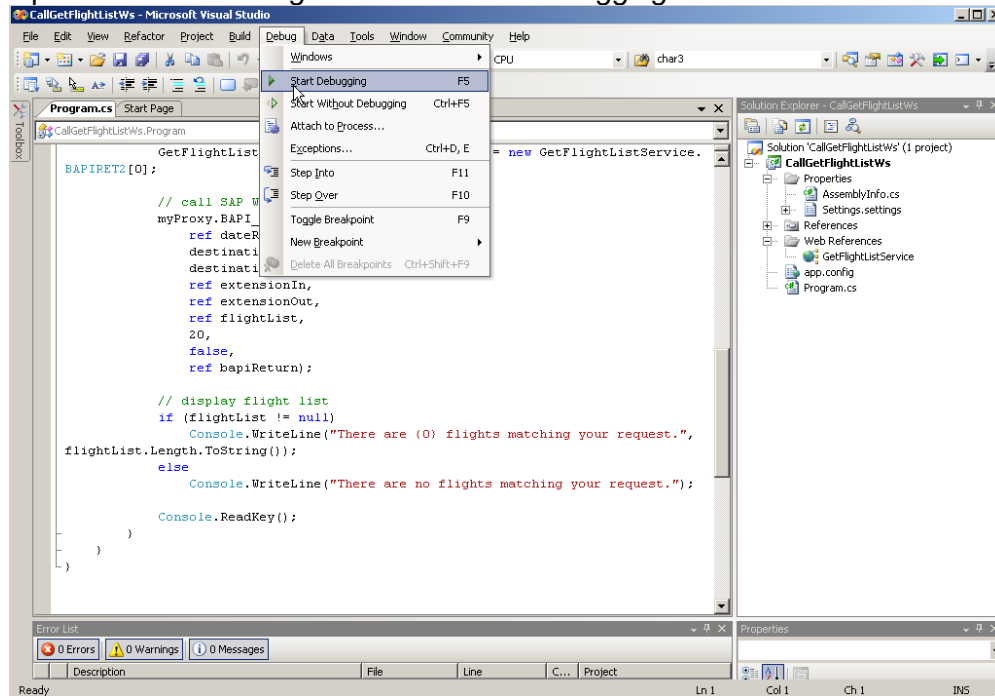 CallGetFlightListWs - Microsoft Visual Studio
File Edit View Refactor Project Build Debug Data Tools Window Community Help
Windows
CPU
char3
Start Debugging F5
Start Without Debugging Ctrl+F5
Attach to Process...
Exceptions... Ctrl+D, E
Step Into F11
Step Over F10
Toggle Breakpoint F9
New Breakpoint
Delete All Breakpoints Ctrl+Shift+F9
Toolbox
Program.cs Start Page
CallGetFlightListWs.Program
GetFlightList = new GetFlightListService.
BAPIRET2[0];
// call SAP
myProxy.BAPI_
ref dateR
destinati
destinati
ref extensionIn,
ref extensionOut,
ref flightList,
20,
false,
ref bapiReturn);
// display flight list
if (flightList != null)
Console.WriteLine("There are {0} flights matching your request.",
flightList.Length.ToString());
else
Console.WriteLine("There are no flights matching your request.");
Console.ReadKey();
}
}
}
Solution Explorer - CallGetFlightListWs
Solution 'CallGetFlightListWs' (1 project)
CallGetFlightListWs
Properties
AssemblyInfo.cs
Settings.settings
References
Web References
GetFlightListService
app.config
Program.cs
Error List
0 Errors 0 Warnings 0 Messages
Description File Line C... Project
Properties
Ready Ln 1 Col 1 Ch 1 INS